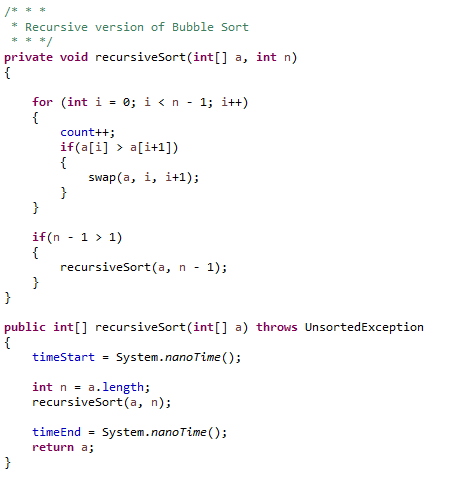 /* * *
 * Recursive version of Bubble Sort
 * * */
private void recursiveSort(int[] a, int n)
{

    for (int i = 0; i < n - 1; i++)
    {
        count++;
        if(a[i] > a[i+1])
        {
            swap(a, i, i+1);
        }
    }

    if(n - 1 > 1)
    {
        recursiveSort(a, n - 1);
    }
}

public int[] recursiveSort(int[] a) throws UnsortedException
{
    timeStart = System.nanoTime();

    int n = a.length;
    recursiveSort(a, n);

    timeEnd = System.nanoTime();
    return a;
}